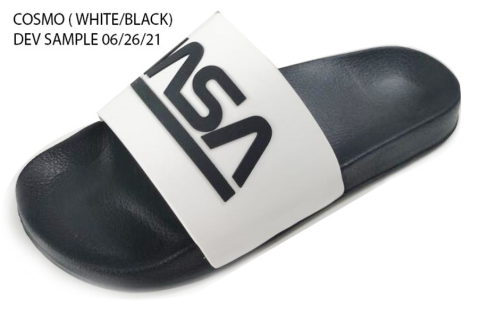 COSMO ( WHITE/BLACK)
DEV SAMPLE 06/26/21
NASA